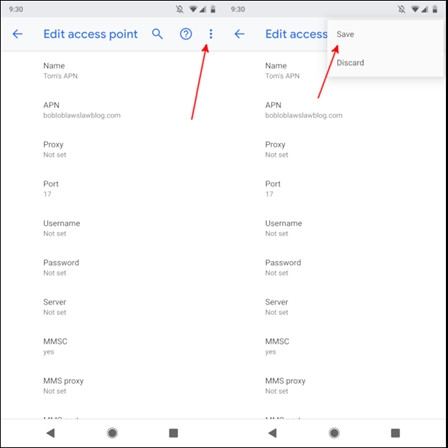 9:30
Edit access point
Name
Tom's APN
APN
bobloblawslawblog.com
Proxy
Not set
Port
17
Username
Not set
Password
Not set
Server
Not set
MMSC
yes
MMS proxy
Not set
9:30
Edit access
Save
Discard
Name
Tom's APN
APN
bobloblawslawblog.com
Proxy
Not set
Port
17
Username
Not set
Password
Not set
Server
Not set
MMSC
yes
MMS proxy
Not set